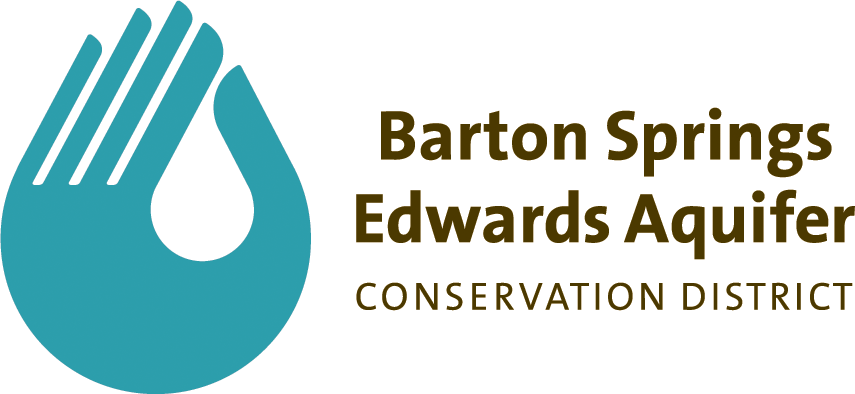 Barton Springs
Edwards Aquifer
CONSERVATION DISTRICT